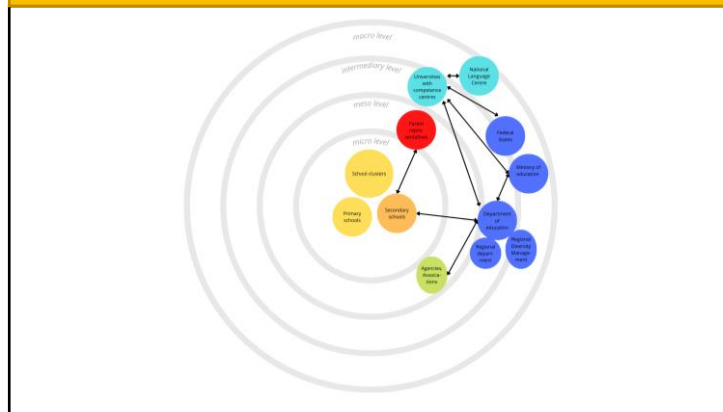 macro level
intermediary level
meso level
micro level
Universities
with
competence
centres
National
Language
Centre
Federal
States
Ministry of
education
Parent
repre-
sentatives
School clusters
Primary
schools
Secondary
schools
Department
of
education
Regional
depart-
ment
Regional
Diversity
Manage-
ment
Agencies,
Associa-
tions